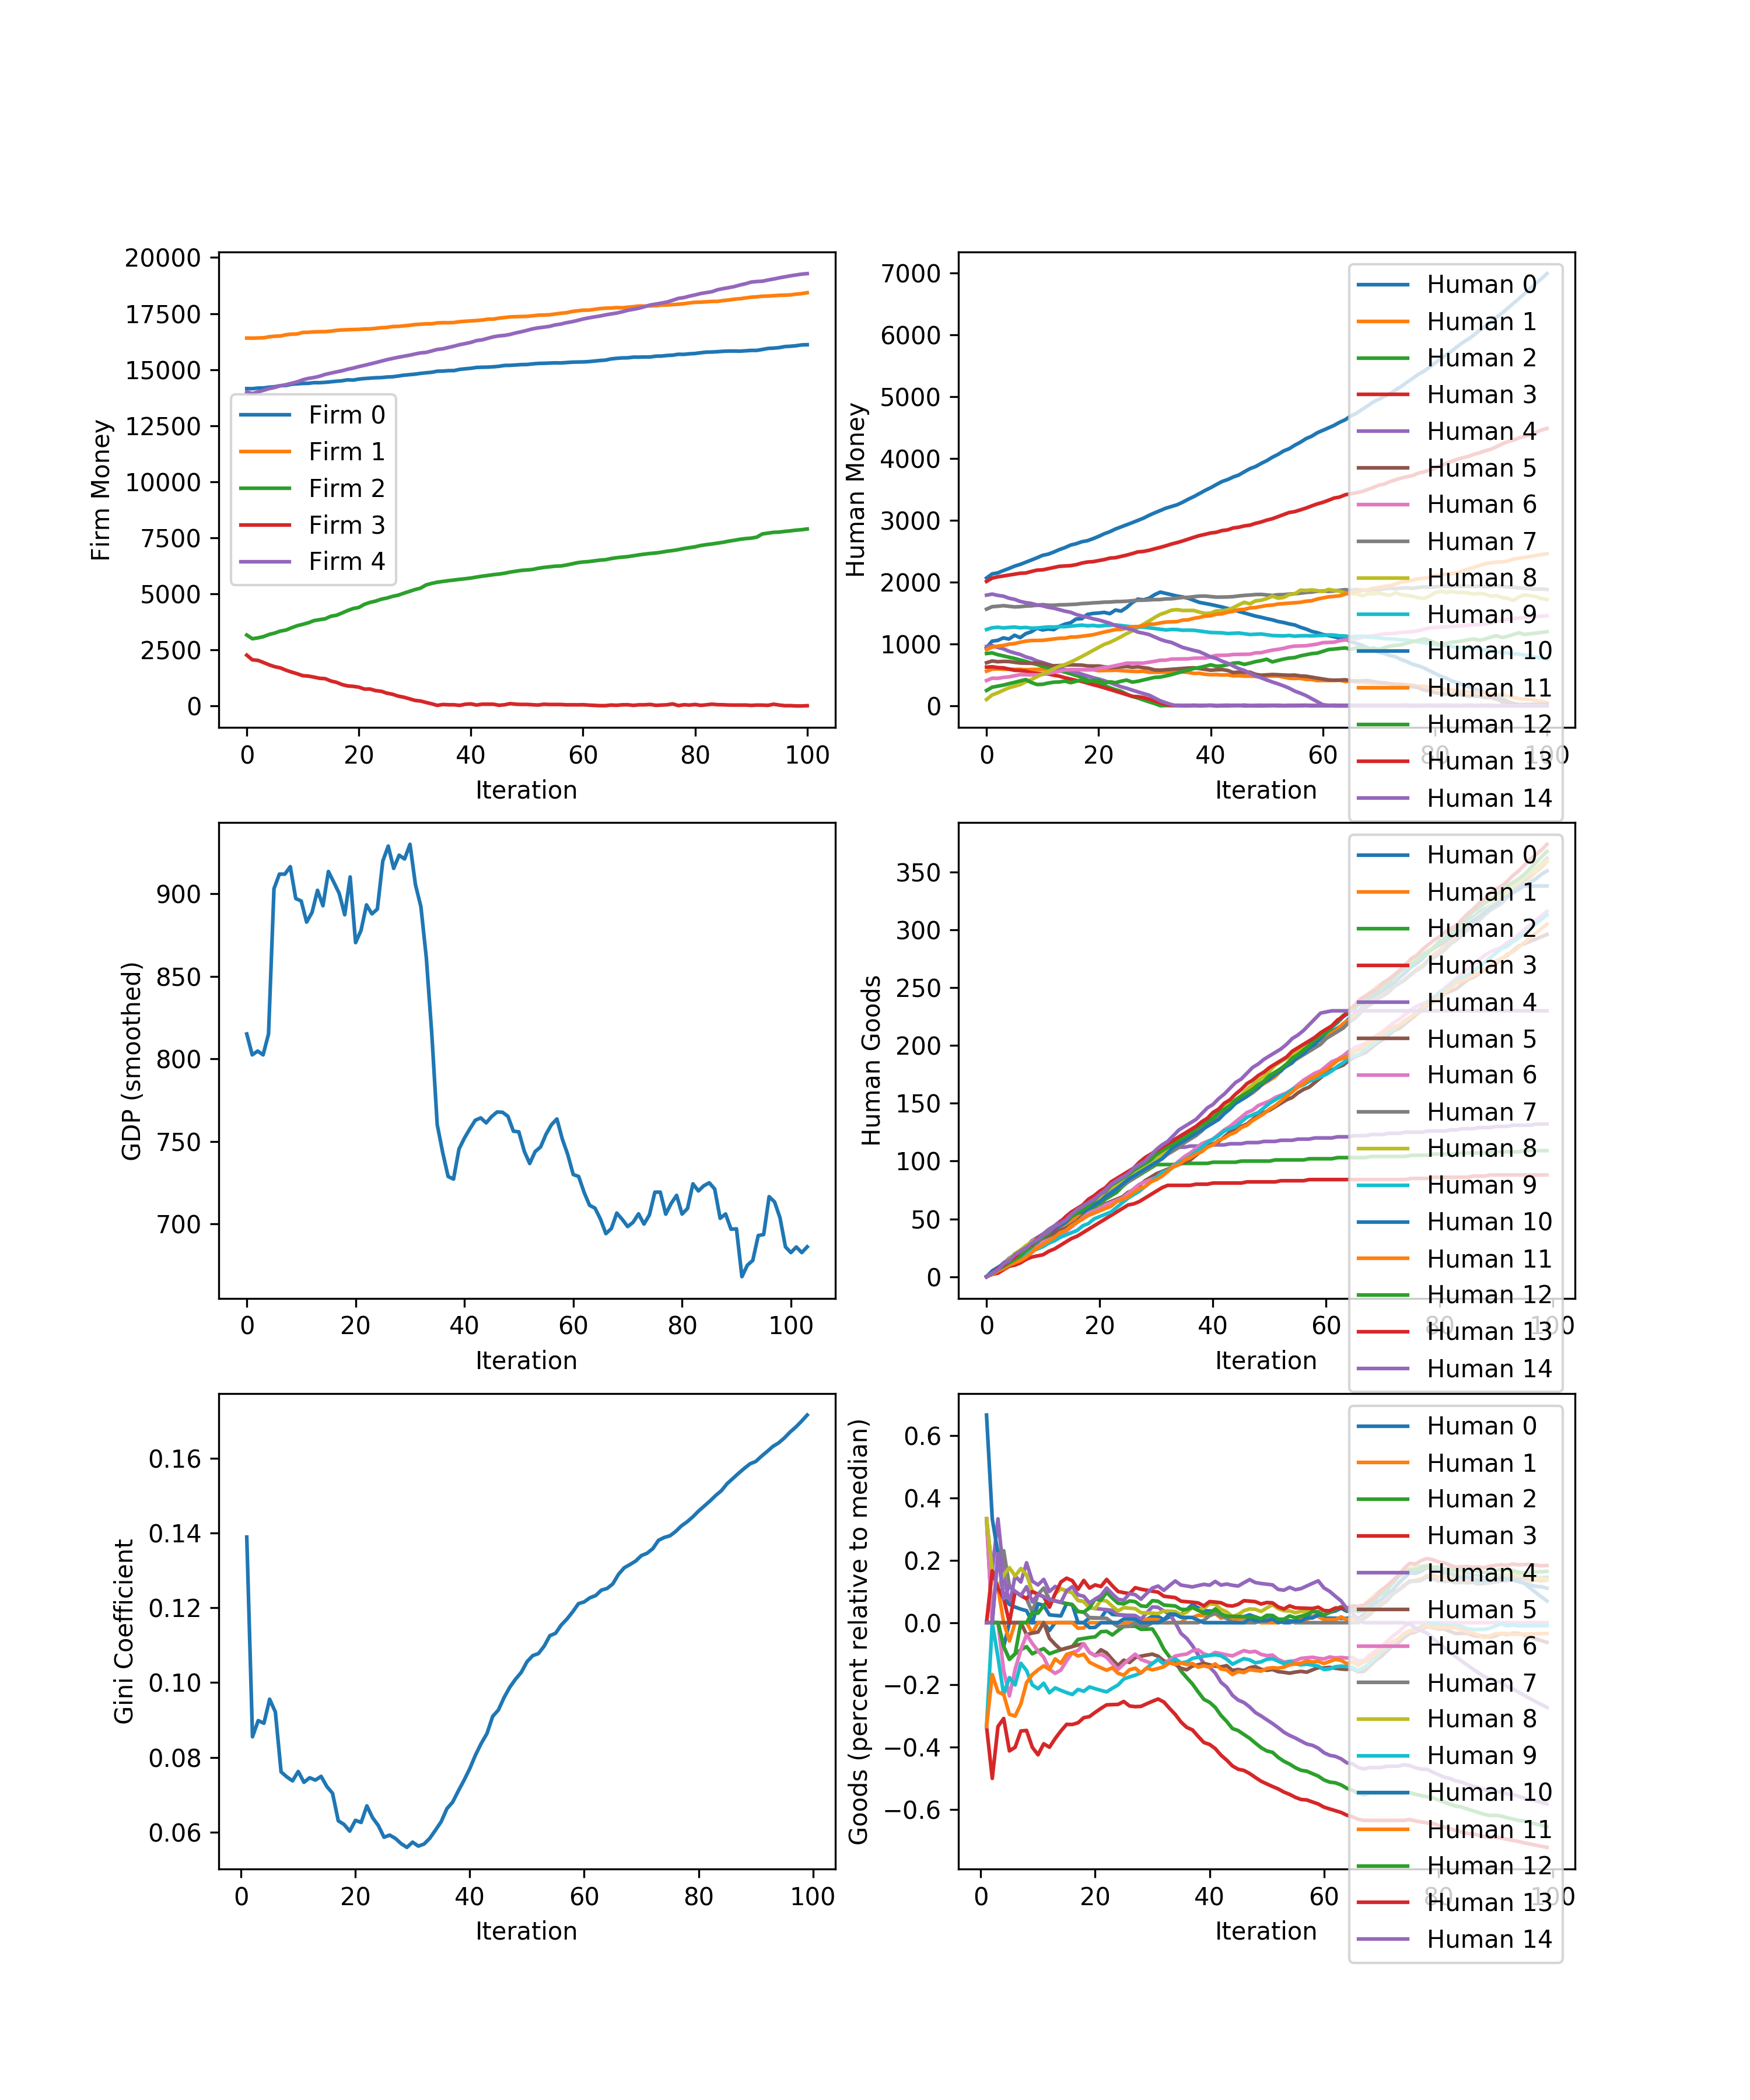 20000
17500
15000
12500
10000
7500
5000
2500
0
Firm Money
Firm 0
Firm 1
Firm 2
Firm 3
Firm 4
0 20 40 60 80 100
Iteration
7000
6000
5000
4000
3000
2000
1000
0
Human Money
Human 0
Human 1
Human 2
Human 3
Human 4
Human 5
Human 6
Human 7
Human 8
Human 9
Human 10
Human 11
Human 12
Human 13
Human 14
0 20 40 60 80 100
Iteration
900
850
800
750
700
GDP (smoothed)
0 20 40 60 80 100
Iteration
350
300
250
200
150
100
50
0
Human Goods
Human 0
Human 1
Human 2
Human 3
Human 4
Human 5
Human 6
Human 7
Human 8
Human 9
Human 10
Human 11
Human 12
Human 13
Human 14
0 20 40 60 80 100
Iteration
0.16
0.14
0.12
0.10
0.08
0.06
Gini Coefficient
0 20 40 60 80 100
Iteration
0.6
0.4
0.2
0.0
−0.2
−0.4
−0.6
Goods (percent relative to median)
Human 0
Human 1
Human 2
Human 3
Human 4
Human 5
Human 6
Human 7
Human 8
Human 9
Human 10
Human 11
Human 12
Human 13
Human 14
0 20 40 60 80 100
Iteration